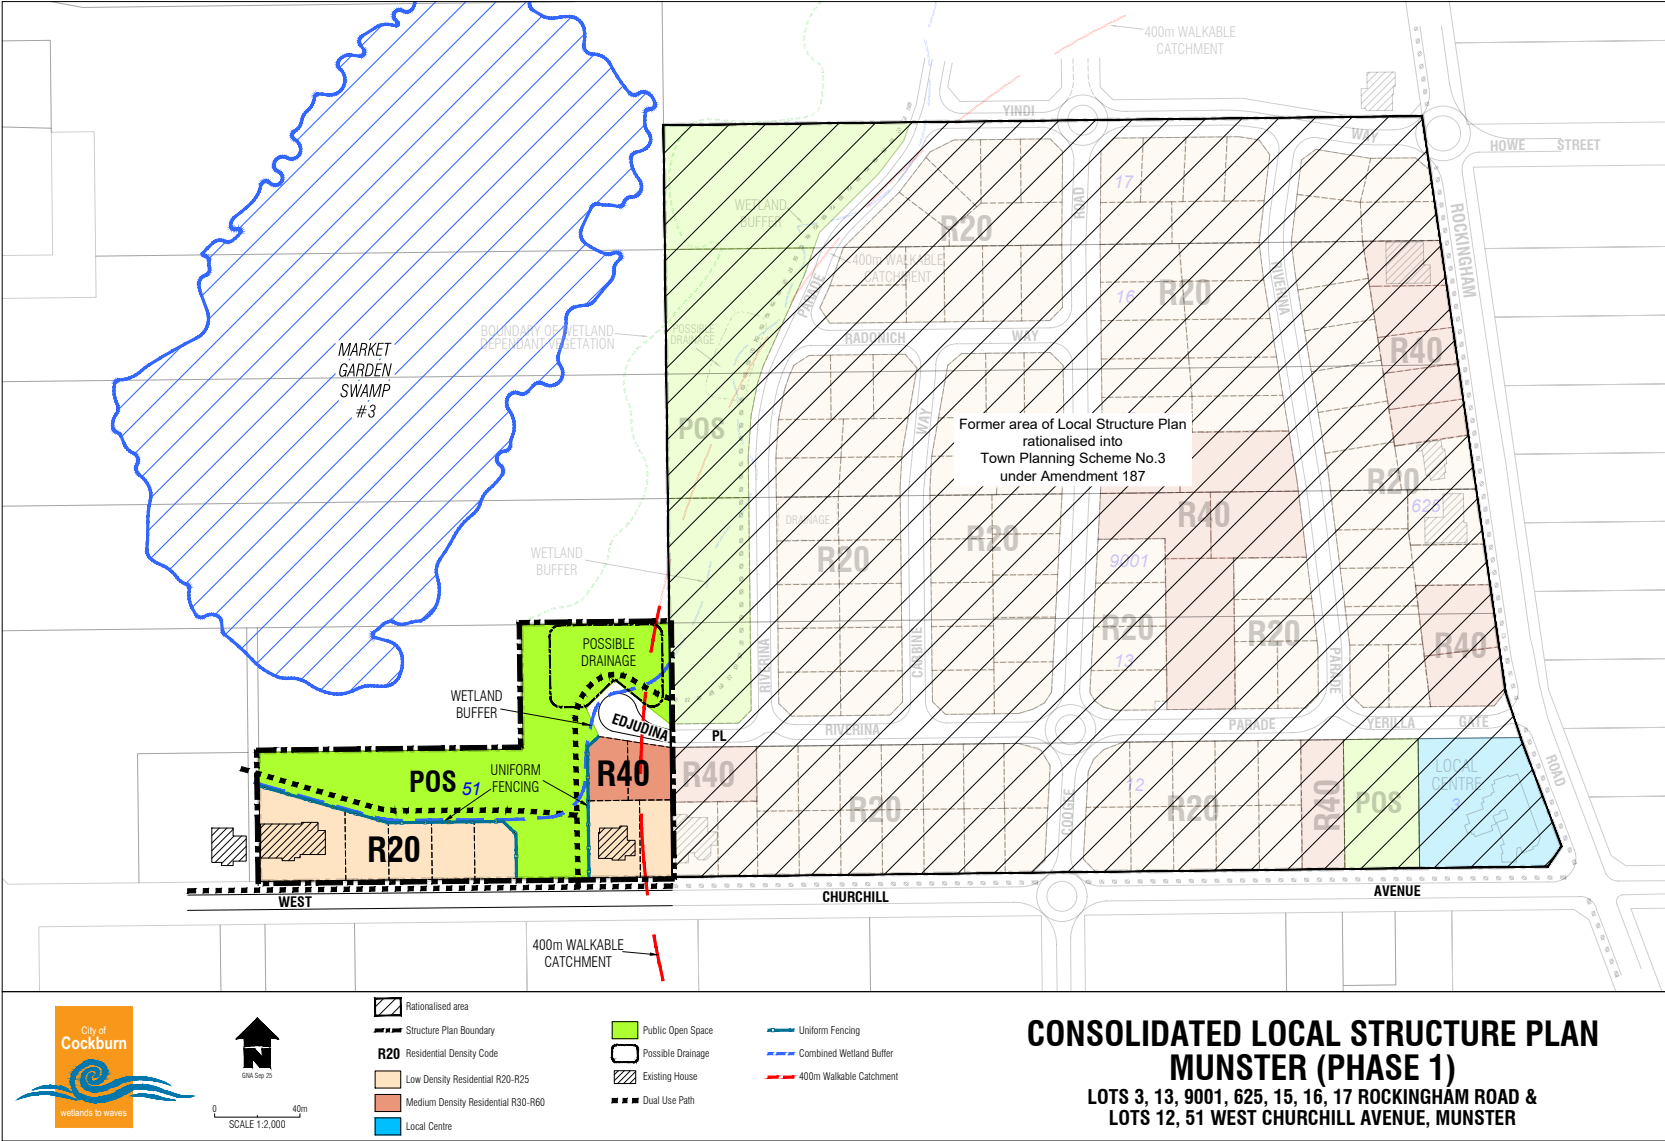 400m WALKABLE
CATCHMENT
YINDI
WAY
HOWE STREET
17
ROAD
WETLAND
BUFFER
R20
ROCKINGHAM
400m WALKABLE
CATCHMENT
PARADE
16
R20
RIVERINA
BOUNDARY OF WETLAND
DEPENDANT VEGETATION
POSSIBLE
DRAINAGE
RADONICH
WAY
R40
MARKET
GARDEN
SWAMP
#3
POS
WAY
Former area of Local Structure Plan
rationalised into
Town Planning Scheme No.3
under Amendment 187
R20
625
DRAINAGE
R20
R20
R40
WETLAND
BUFFER
9001
R20
13
R20
R40
POSSIBLE
DRAINAGE
RIVERINA
CARBINE
PARADE
WETLAND
BUFFER
EDJUDINA
PL
RIVERINA
PARADE
YERILLA
GATE
POS
51
UNIFORM
FENCING
R40
R40
R20
COOGEE
12
R20
R40
POS
LOCAL
CENTRE
3
ROAD
R20
WEST
CHURCHILL
AVENUE
400m WALKABLE
CATCHMENT
City of
Cockburn
wetlands to waves
N
GNA Sep 25
0 40m
SCALE 1:2,000
Rationalised area
Structure Plan Boundary
R20 Residential Density Code
Low Density Residential R20-R25
Medium Density Residential R30-R60
Local Centre
Public Open Space
Possible Drainage
Existing House
Dual Use Path
Uniform Fencing
Combined Wetland Buffer
400m Walkable Catchment
CONSOLIDATED LOCAL STRUCTURE PLAN
MUNSTER (PHASE 1)
LOTS 3, 13, 9001, 625, 15, 16, 17 ROCKINGHAM ROAD &
LOTS 12, 51 WEST CHURCHILL AVENUE, MUNSTER